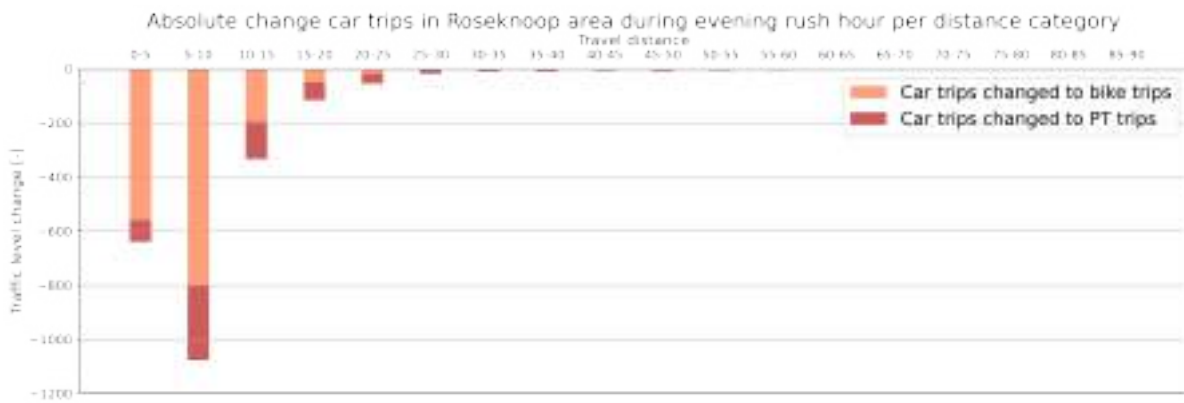 Absolute change car trips in Roseknoop area during evening rush hour per distance category
Travel distance
0-5 5-10 10-15 15-20 20-25 25-30 30-35 35-40 40-45 45-50 50-55 55-60 60-65 65-70 70-75 75-80 80-85 85-90
0
Car trips changed to bike trips
Car trips changed to PT trips
−200
−400
−600
−800
−1000
−1200
Traffic level change (-)